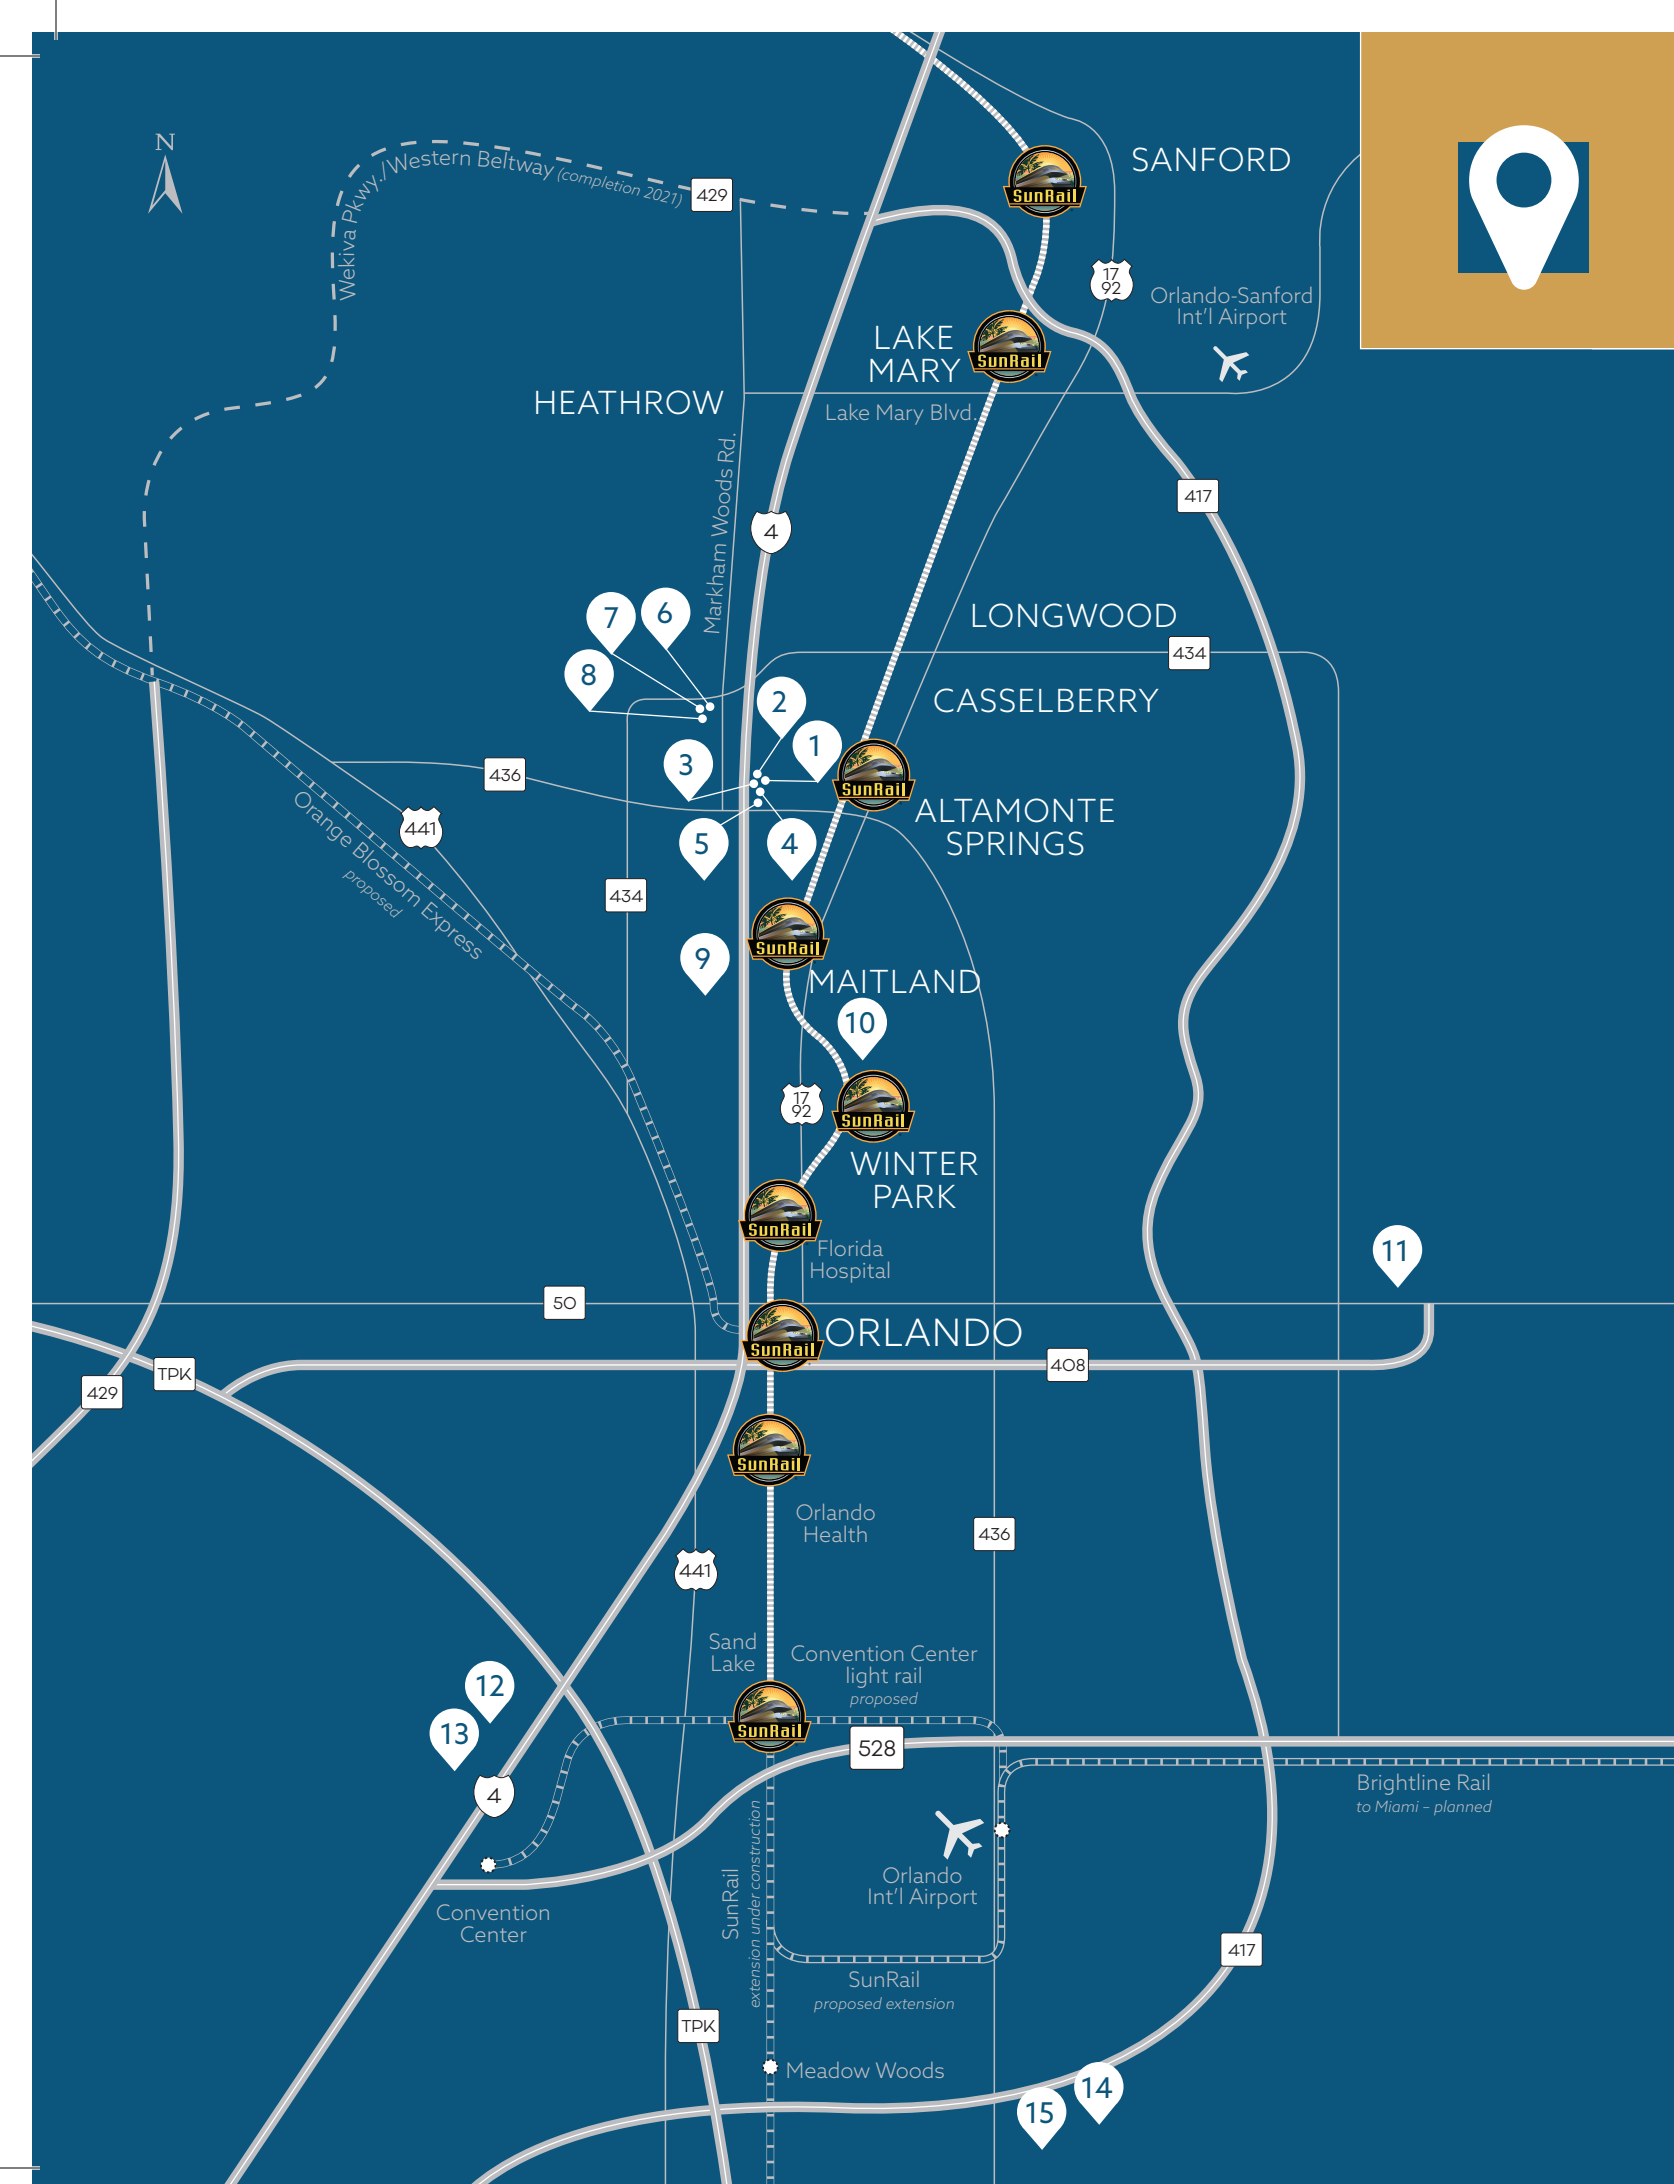 N
SANFORD
Wekiva Pkwy./Western Beltway (completion 2021)
429
SunRail
17
92
Orlando-Sanford
Int'l Airport
LAKE
MARY
SunRail
HEATHROW
Lake Mary Blvd.
Markham Woods Rd.
417
4
7
6
LONGWOOD
434
8
2
CASSELBERRY
1
3
SunRail
436
ALTAMONTE
SPRINGS
441
Orange Blossom Express
proposed
5
4
434
SunRail
9
MAITLAND
10
17
92
SunRail
WINTER
PARK
SunRail
Florida
Hospital
11
50
SunRail
ORLANDO
408
TPK
429
SunRail
Orlando
Health
436
441
Sand
Lake
Convention Center
light rail
proposed
12
13
SunRail
528
4
Brightline Rail
to Miami – planned
SunRail
extension under construction
Orlando
Int'l Airport
Convention
Center
417
SunRail
proposed extension
TPK
Meadow Woods
14
15